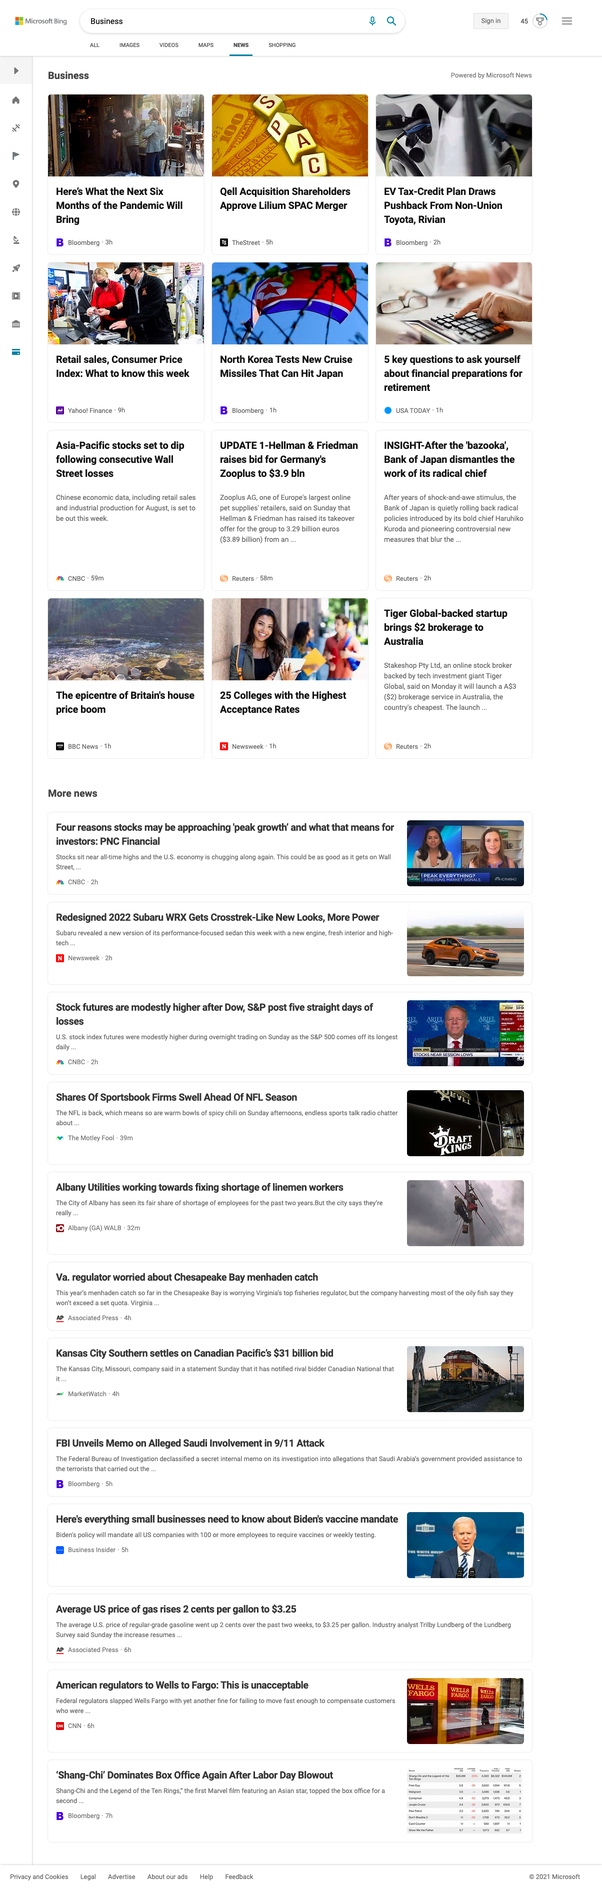 Microsoft Bing
Business
Sign in
45
ALL
IMAGES
VIDEOS
MAPS
NEWS
SHOPPING
Business
Powered by Microsoft News
Here's What the Next Six
Months of the Pandemic Will
Bring
Bloomberg · 3h
100
S
P
A
C
Qell Acquisition Shareholders
Approve Lilium SPAC Merger
TheStreet · 5h
EV Tax-Credit Plan Draws
Pushback From Non-Union
Toyota, Rivian
Bloomberg · 2h
Retail sales, Consumer Price
Index: What to know this week
Yahoo! Finance · 9h
North Korea Tests New Cruise
Missiles That Can Hit Japan
Bloomberg · 1h
5 key questions to ask yourself
about financial preparations for
retirement
USA TODAY · 1h
Asia-Pacific stocks set to dip
following consecutive Wall
Street losses
Chinese economic data, including retail sales
and industrial production for August, is set to
be out this week.
CNBC · 59m
UPDATE 1-Hellman & Friedman
raises bid for Germany's
Zooplus to $3.9 bln
Zooplus AG, one of Europe's largest online
pet supplies' retailers, said on Sunday that
Hellman & Friedman has raised its takeover
offer for the group to 3.29 billion euros
($3.89 billion) from an ...
Reuters · 58m
INSIGHT-After the 'bazooka',
Bank of Japan dismantles the
work of its radical chief
After years of shock-and-awe stimulus, the
Bank of Japan is quietly rolling back radical
policies introduced by its bold chief Haruhiko
Kuroda and pioneering controversial new
measures that blur the ...
Reuters · 2h
The epicentre of Britain's house
price boom
BBC News · 1h
25 Colleges with the Highest
Acceptance Rates
Newsweek · 1h
Tiger Global-backed startup
brings $2 brokerage to
Australia
Stakeshop Pty Ltd, an online stock broker
backed by tech investment giant Tiger
Global, said on Monday it will launch a A$3
($2) brokerage service in Australia, the
country's cheapest. The launch ...
Reuters · 2h
More news
Four reasons stocks may be approaching 'peak growth' and what that means for
investors: PNC Financial
Stocks sit near all-time highs and the U.S. economy is chugging along again. This could be as good as it gets on Wall
Street, ...
CNBC · 2h
PEAK EVERYTHING?
ASSESSING MARKET SIGNALS
Redesigned 2022 Subaru WRX Gets Crosstrek-Like New Looks, More Power
Subaru revealed a new version of its performance-focused sedan this week with a new engine, fresh interior and high-
tech ...
Newsweek · 2h
Stock futures are modestly higher after Dow, S&P post five straight days of
losses
U.S. stock index futures were modestly higher during overnight trading on Sunday as the S&P 500 comes off its longest
daily ...
CNBC · 2h
ARIEL
STOCKS NEAR SESSION LOWS
Shares Of Sportsbook Firms Swell Ahead Of NFL Season
The NFL is back, which means so are warm bowls of spicy chili on Sunday afternoons, endless sports talk radio chatter
about ...
The Motley Fool · 39m
DRAFT
KINGS
Albany Utilities working towards fixing shortage of linemen workers
The City of Albany has seen its fair share of shortage of employees for the past two years.But the city says they're
really ...
Albany (GA) WALB · 32m
Va. regulator worried about Chesapeake Bay menhaden catch
This year's menhaden catch so far in the Chesapeake Bay is worrying Virginia's top fisheries regulator, but the company harvesting most of the oily fish say they
won't exceed a set quota. Virginia ...
AP Associated Press · 4h
Kansas City Southern settles on Canadian Pacific's $31 billion bid
The Kansas City, Missouri, company said in a statement Sunday that it has notified rival bidder Canadian National that
it ...
MarketWatch · 4h
FBI Unveils Memo on Alleged Saudi Involvement in 9/11 Attack
The Federal Bureau of Investigation declassified a secret internal memo on its investigation into allegations that Saudi Arabia's government provided assistance to
the terrorists that carried out the ...
Bloomberg · 5h
Here's everything small businesses need to know about Biden's vaccine mandate
Biden's policy will mandate all US companies with 100 or more employees to require vaccines or weekly testing.
Business Insider · 5h
Average US price of gas rises 2 cents per gallon to $3.25
The average U.S. price of regular-grade gasoline went up 2 cents over the past two weeks, to $3.25 per gallon. Industry analyst Trilby Lundberg of the Lundberg
Survey said Sunday the increase resumes ...
AP Associated Press · 6h
American regulators to Wells to Fargo: This is unacceptable
Federal regulators slapped Wells Fargo with yet another fine for failing to move fast enough to compensate customers
who were ...
CNN · 6h
WELLS FARGO
WELLS FARGO
WELLS FARGO
'Shang-Chi' Dominates Box Office Again After Labor Day Blowout
Shang-Chi and the Legend of the Ten Rings," the first Marvel film featuring an Asian star, topped the box office for a
second ...
Bloomberg · 7h
Privacy and Cookies
Legal
Advertise
About our ads
Help
Feedback
© 2021 Microsoft